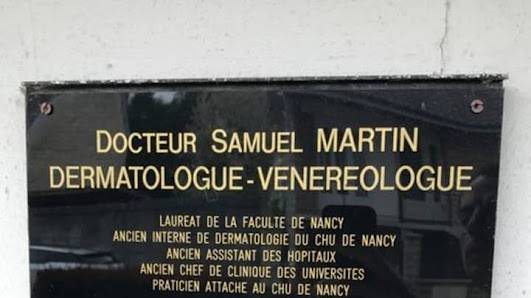 DOCTEUR SAMUEL MARTIN
DERMATOLOGUE-VENEREOLOGUE
LAUREAT DE LA FACULTE DE NANCY
ANCIEN INTERNE DE DERMATOLOGIE DU CHU DE NANCY
ANCIEN ASSISTANT DES HOPITAUX
ANCIEN CHEF DE CLINIQUE DES UNIVERSITES
PRATICIEN ATTACHE AU CHU DE NANCY